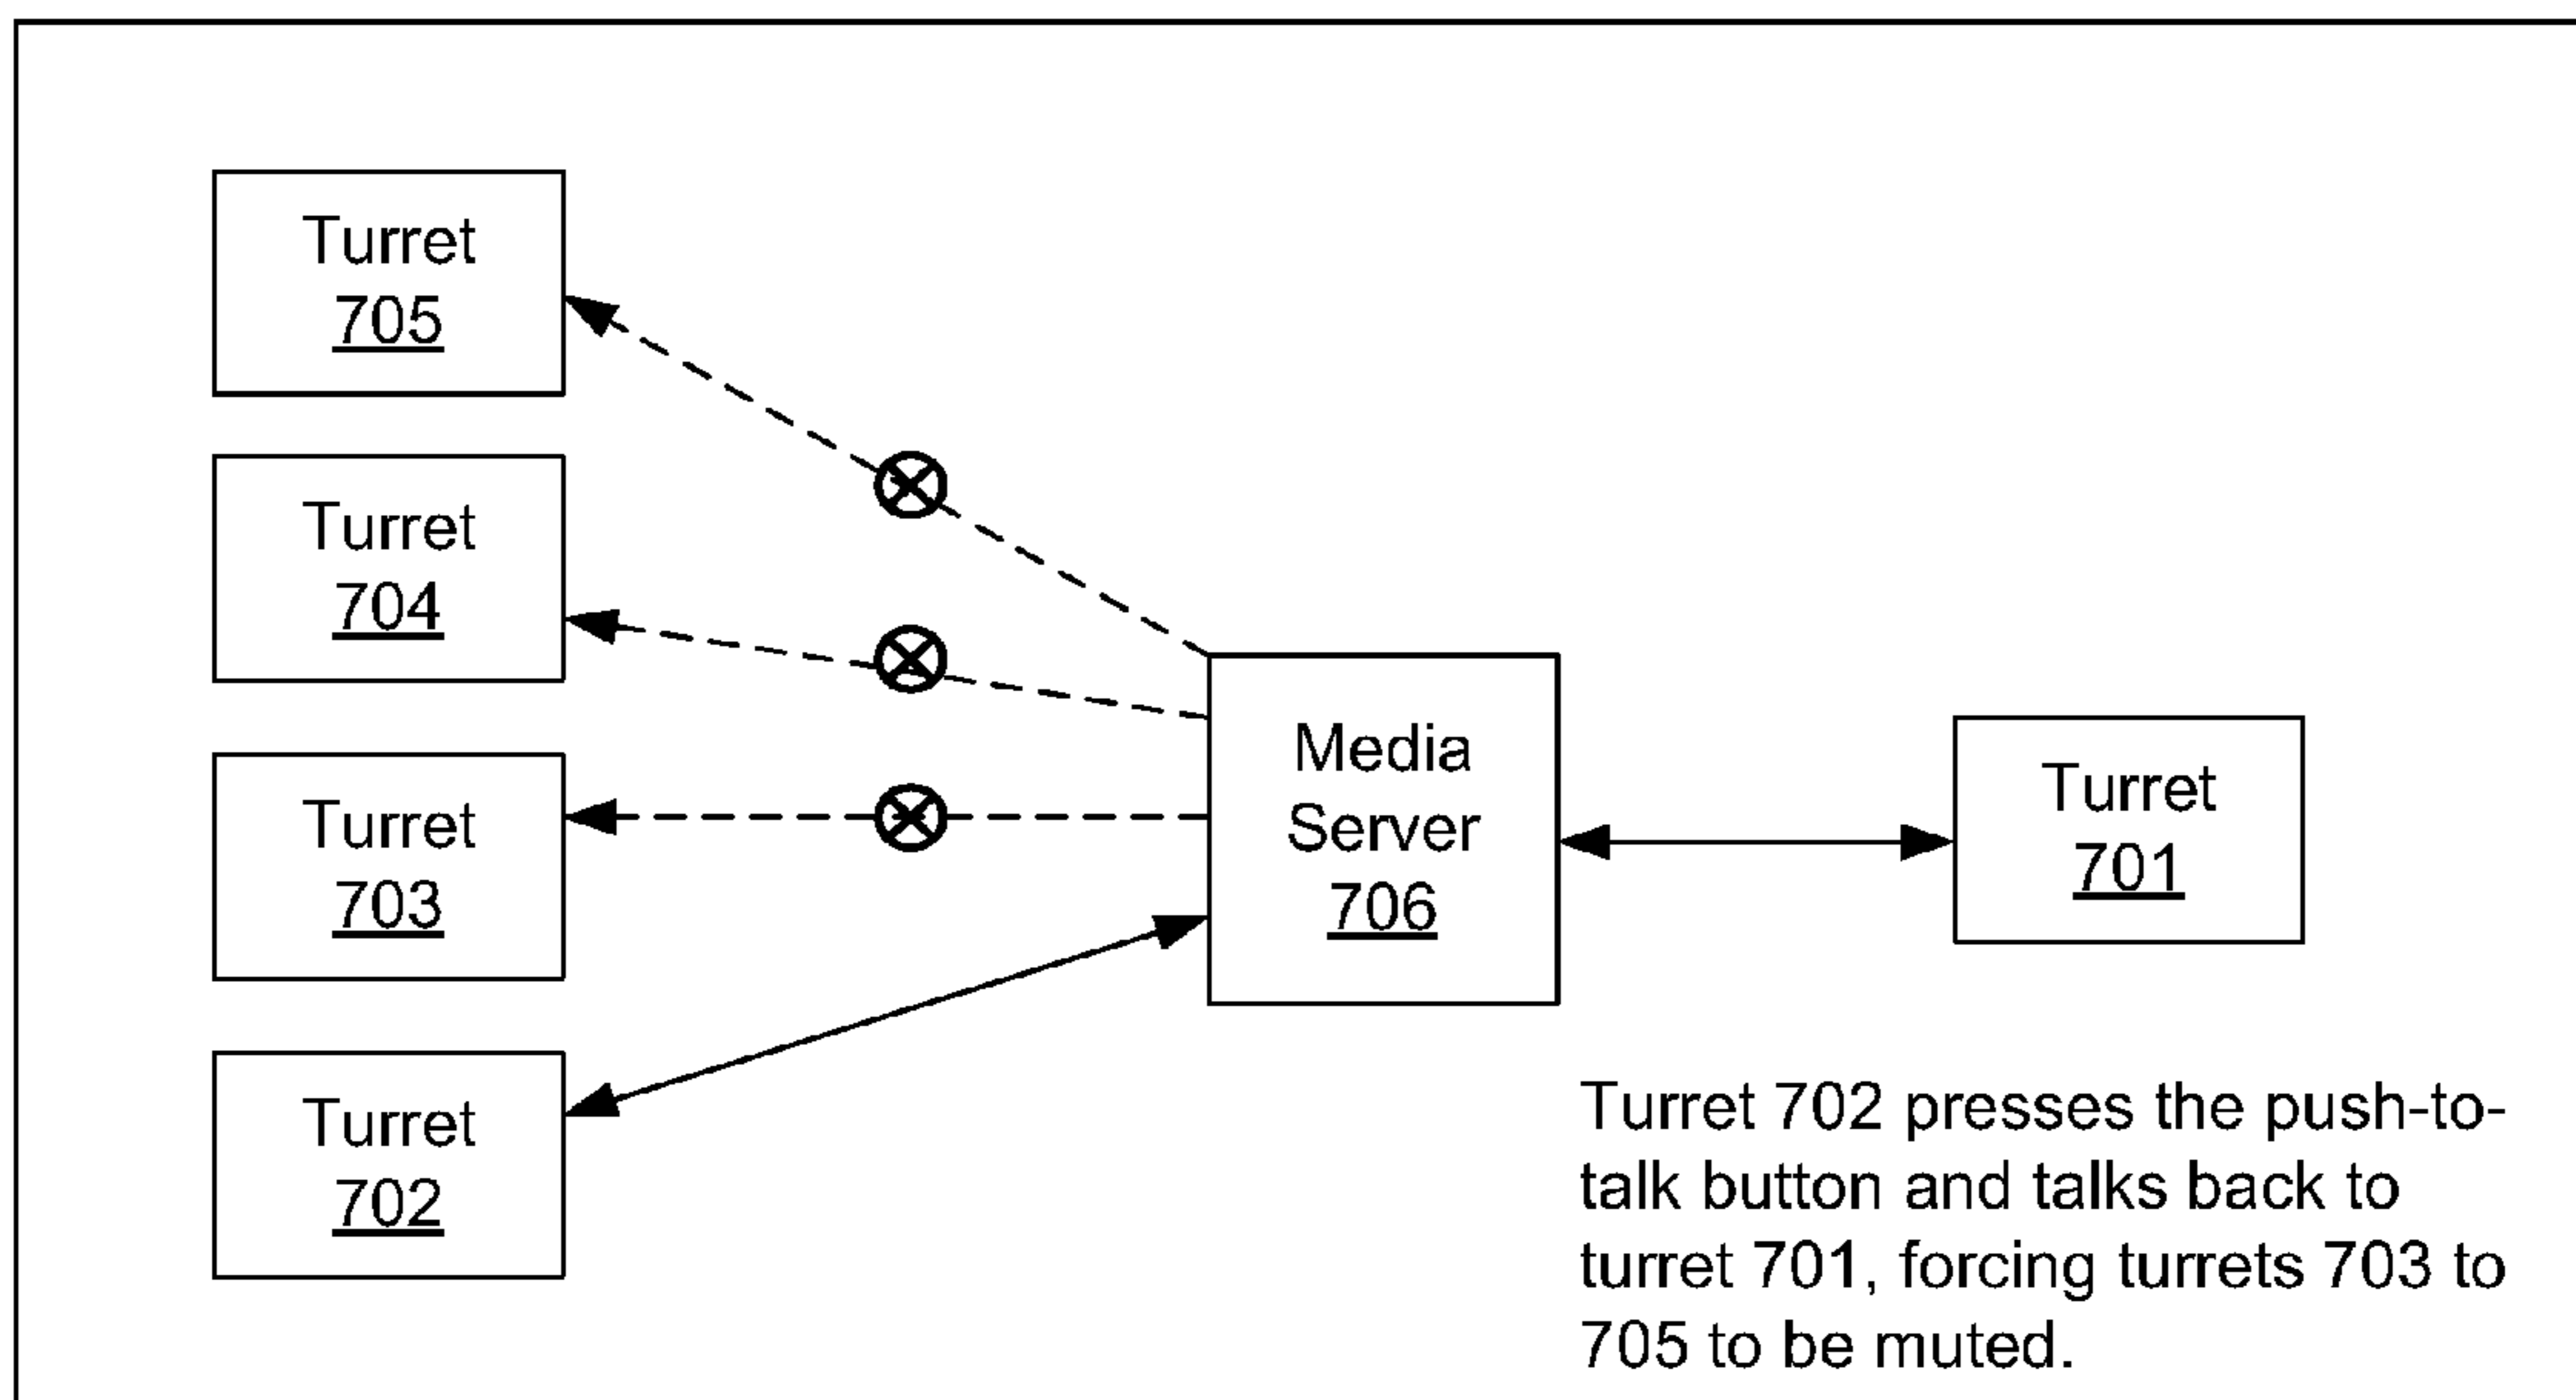 Turret
705
Turret
704
Turret
703
Turret
702
Media
Server
706
Turret
701
Turret 702 presses the push-to-
talk button and talks back to
turret 701, forcing turrets 703 to
705 to be muted.